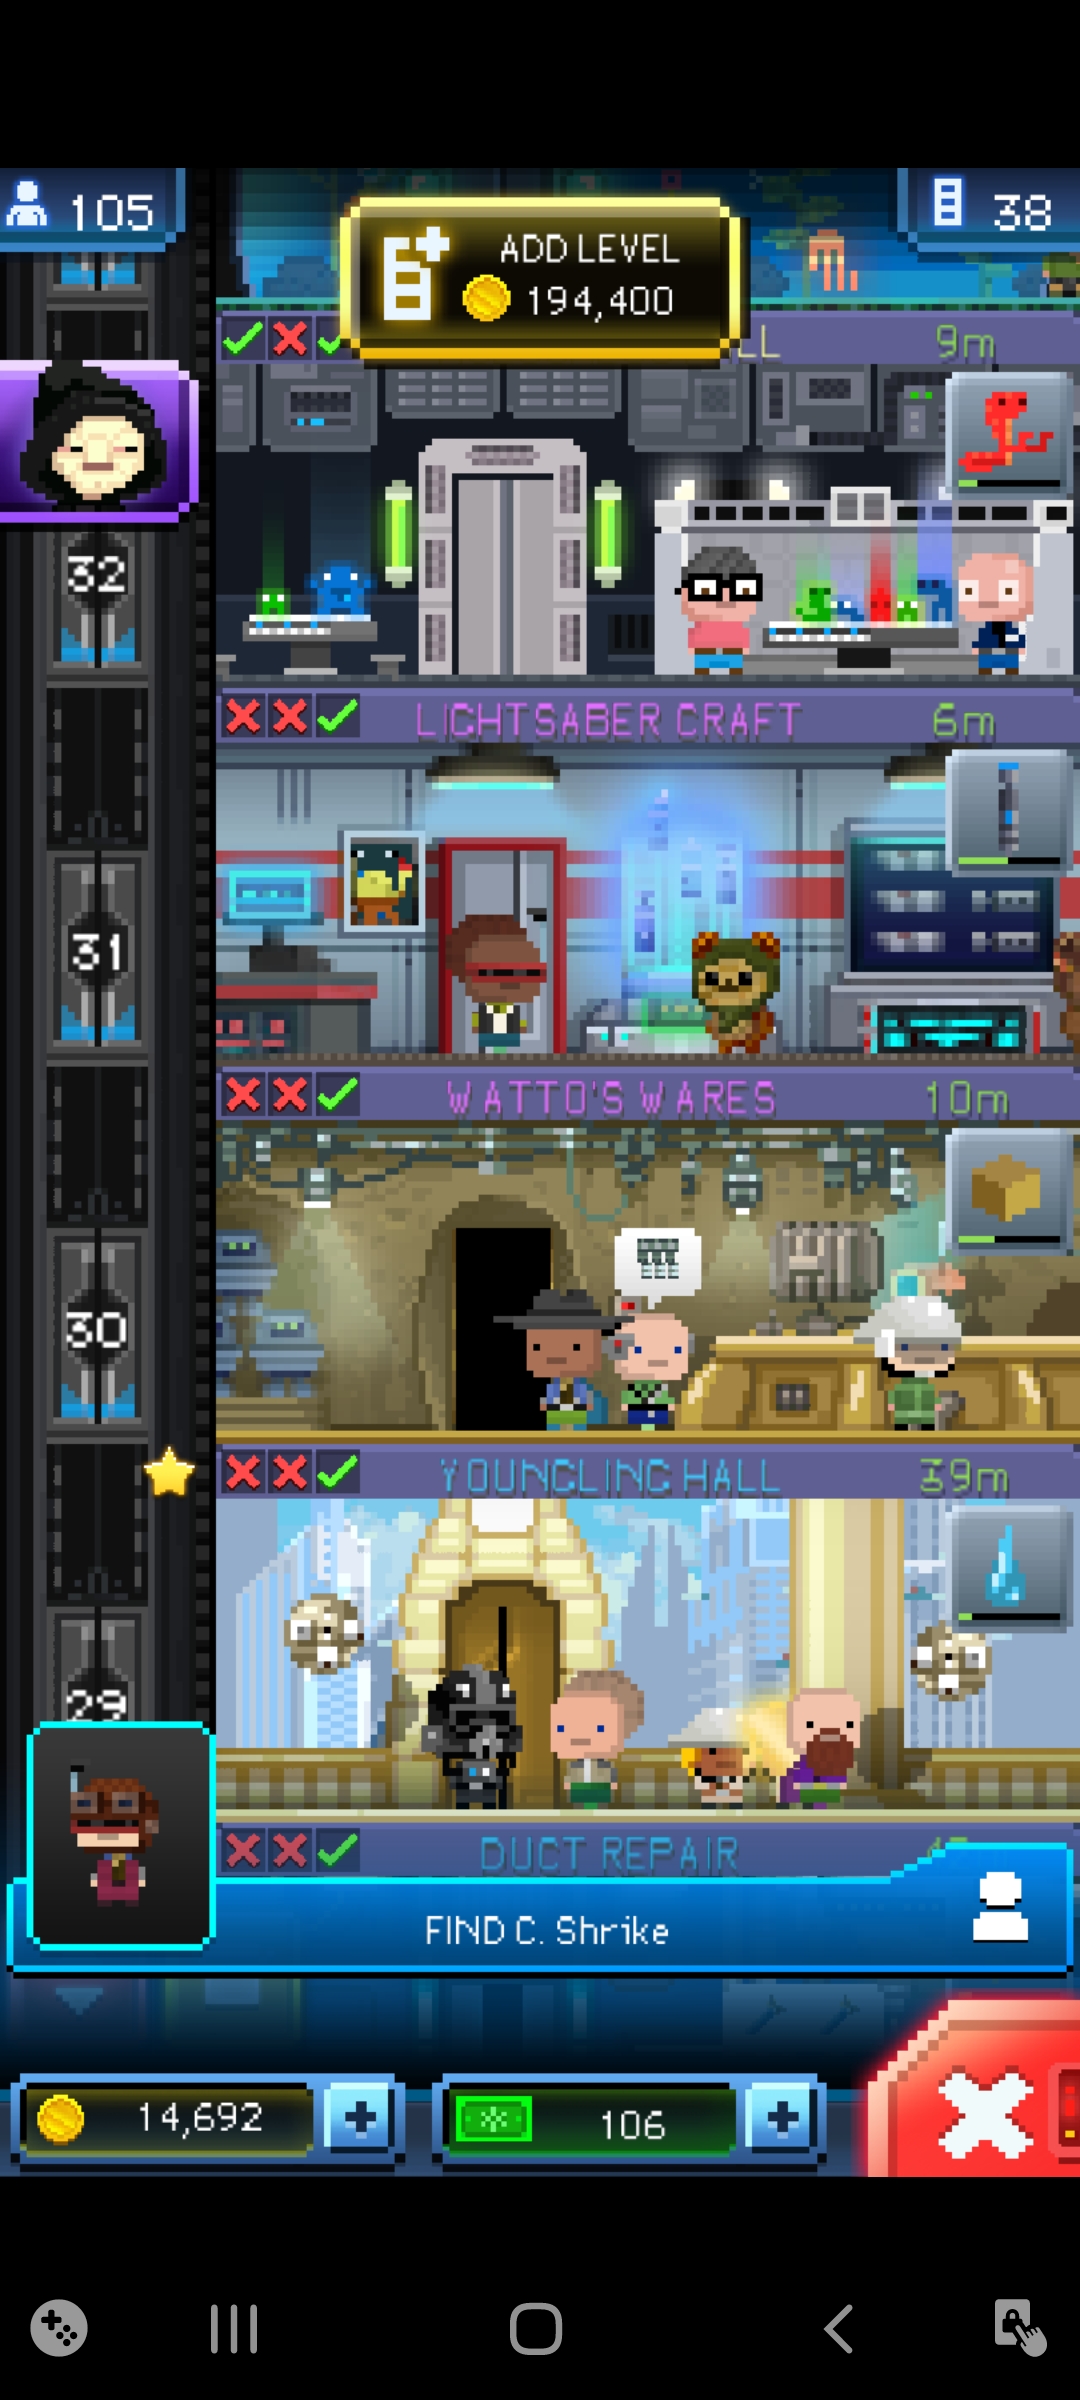 105
ADD LEVEL
194,400
38
LL
9m
32
LIGHTSABER CRAFT
6m
31
WATTO'S WARES
10m
30
YOUNGLING HALL
39m
29
DUCT REPAIR
FIND C. Shrike
14,692
106